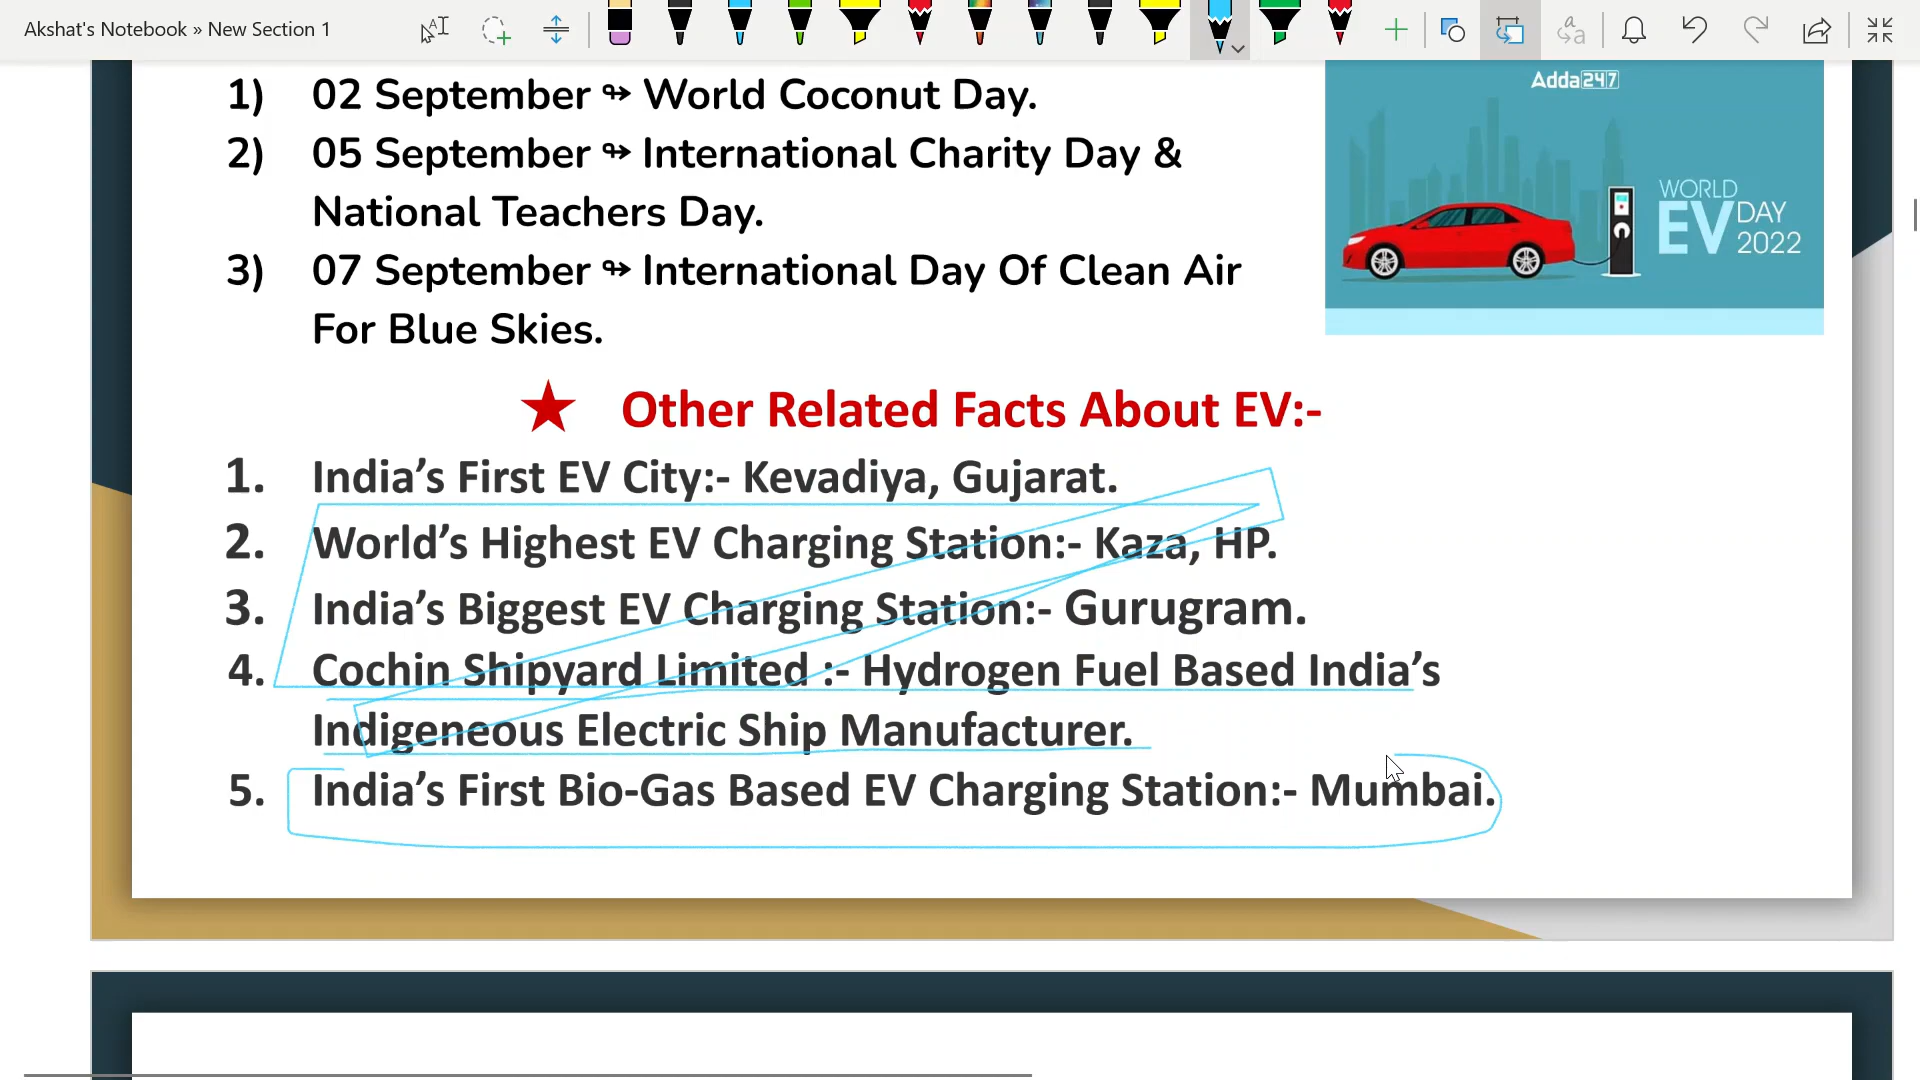 Akshat's Notebook » New Section 1
Adda247
1) 02 September ↬ World Coconut Day.
2) 05 September ↬ International Charity Day &
National Teachers Day.
3) 07 September ↬ International Day Of Clean Air
For Blue Skies.
WORLD
EV DAY
2022
★ Other Related Facts About EV:-
1. India’s First EV City:- Kevadiya, Gujarat.
2. World’s Highest EV Charging Station:- Kaza, HP.
3. India’s Biggest EV Charging Station:- Gurugram.
4. Cochin Shipyard Limited :- Hydrogen Fuel Based India’s
Indigeneous Electric Ship Manufacturer.
5. India’s First Bio-Gas Based EV Charging Station:- Mumbai.